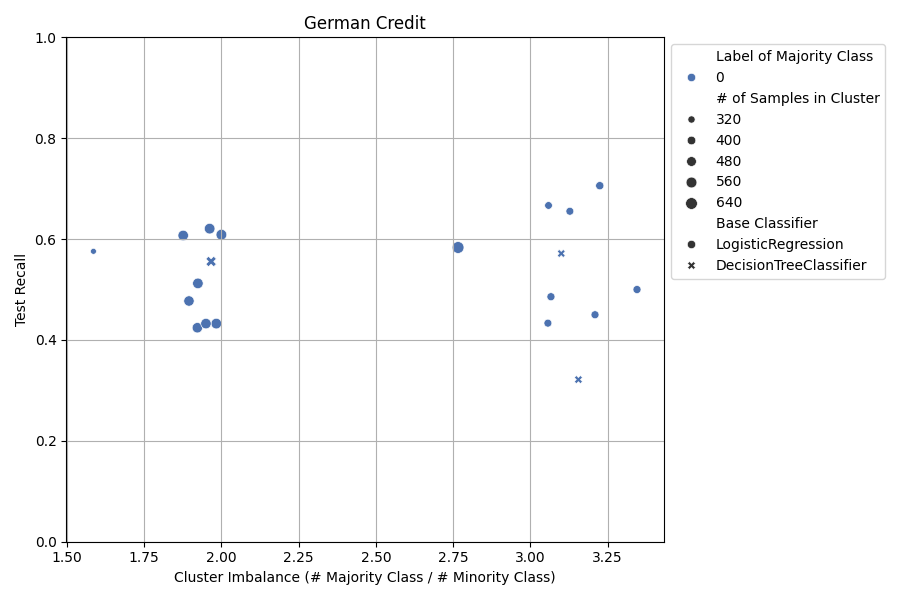 German Credit
Test Recall
1.0
0.8
0.6
0.4
0.2
0.0
1.50 1.75 2.00 2.25 2.50 2.75 3.00 3.25
Cluster Imbalance (# Majority Class / # Minority Class)
Label of Majority Class
0
# of Samples in Cluster
320
400
480
560
640
Base Classifier
LogisticRegression
DecisionTreeClassifier